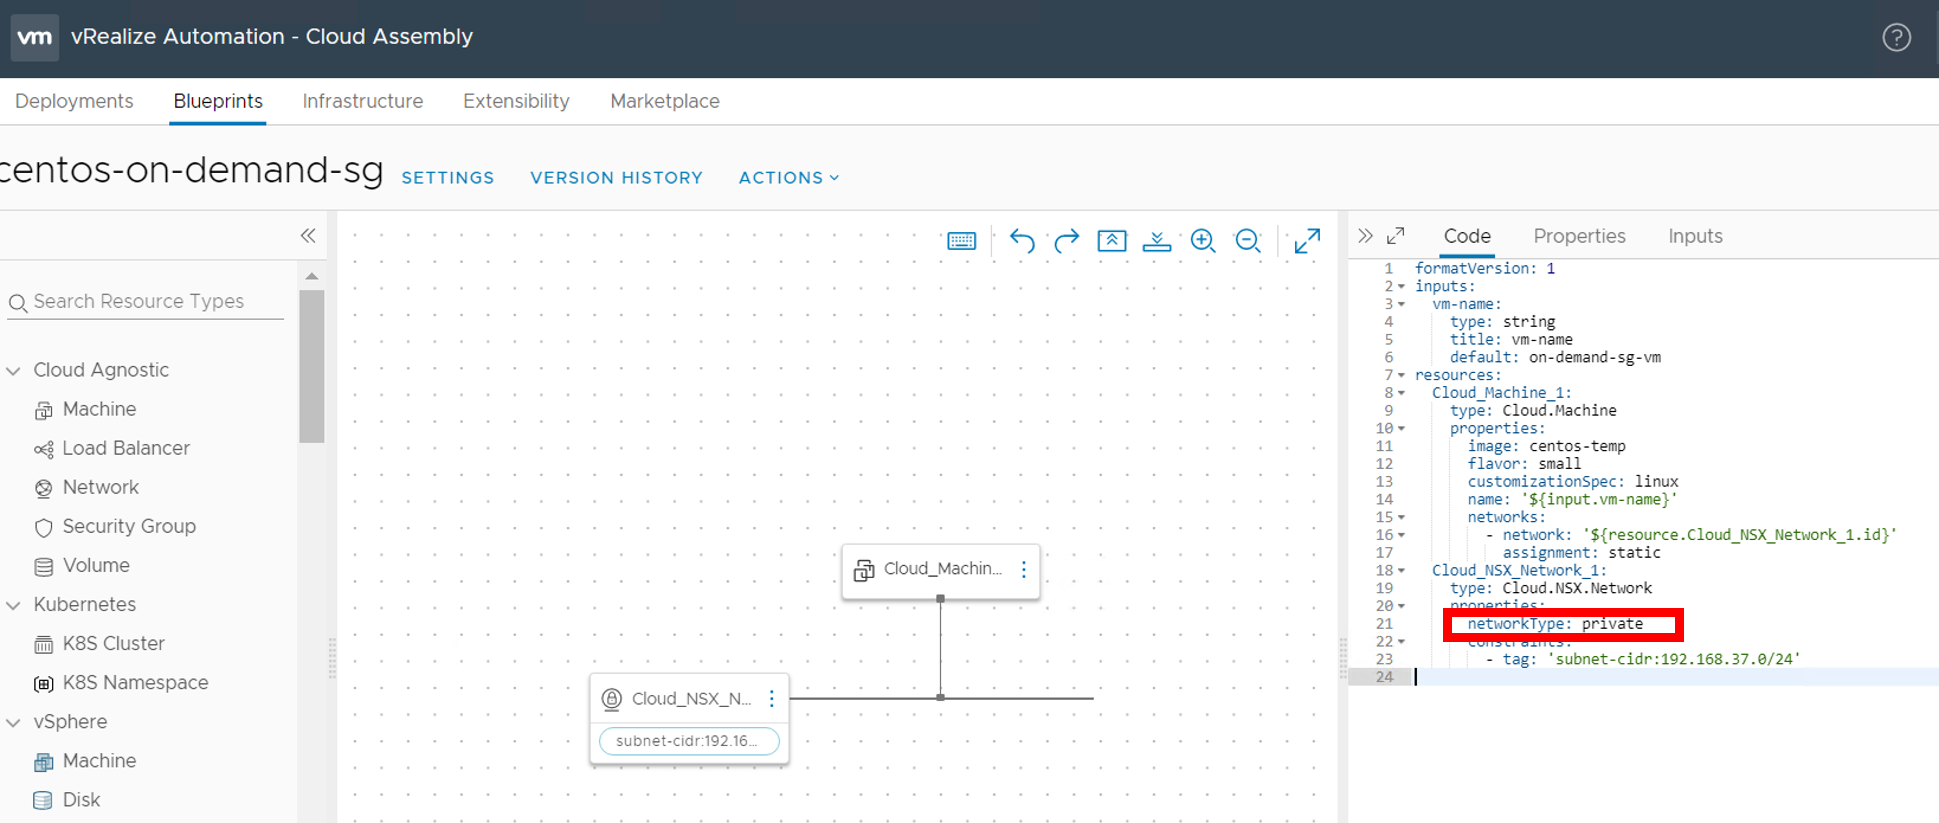 vm vRealize Automation - Cloud Assembly ?
Deployments Blueprints Infrastructure Extensibility Marketplace
centos-on-demand-sg SETTINGS VERSION HISTORY ACTIONS
Search Resource Types
Cloud Agnostic
Machine
Load Balancer
Network
Security Group
Volume
Kubernetes
K8S Cluster
K8S Namespace
vSphere
Machine
Disk
Cloud_Machin...
Cloud_NSX_N...
subnet-cidr:192.16...
Code Properties Inputs
1 formatVersion: 1
2 inputs:
3 vm-name:
4 type: string
5 title: vm-name
6 default: on-demand-sg-vm
7 resources:
8 Cloud_Machine_1:
9 type: Cloud.Machine
10 properties:
11 image: centos-temp
12 flavor: small
13 customizationSpec: linux
14 name: '${input.vm-name}'
15 networks:
16 - network: '${resource.Cloud_NSX_Network_1.id}'
17 assignment: static
18 Cloud_NSX_Network_1:
19 type: Cloud.NSX.Network
20 properties:
21 networkType: private
22 constraints:
23 - tag: 'subnet-cidr:192.168.37.0/24'
24